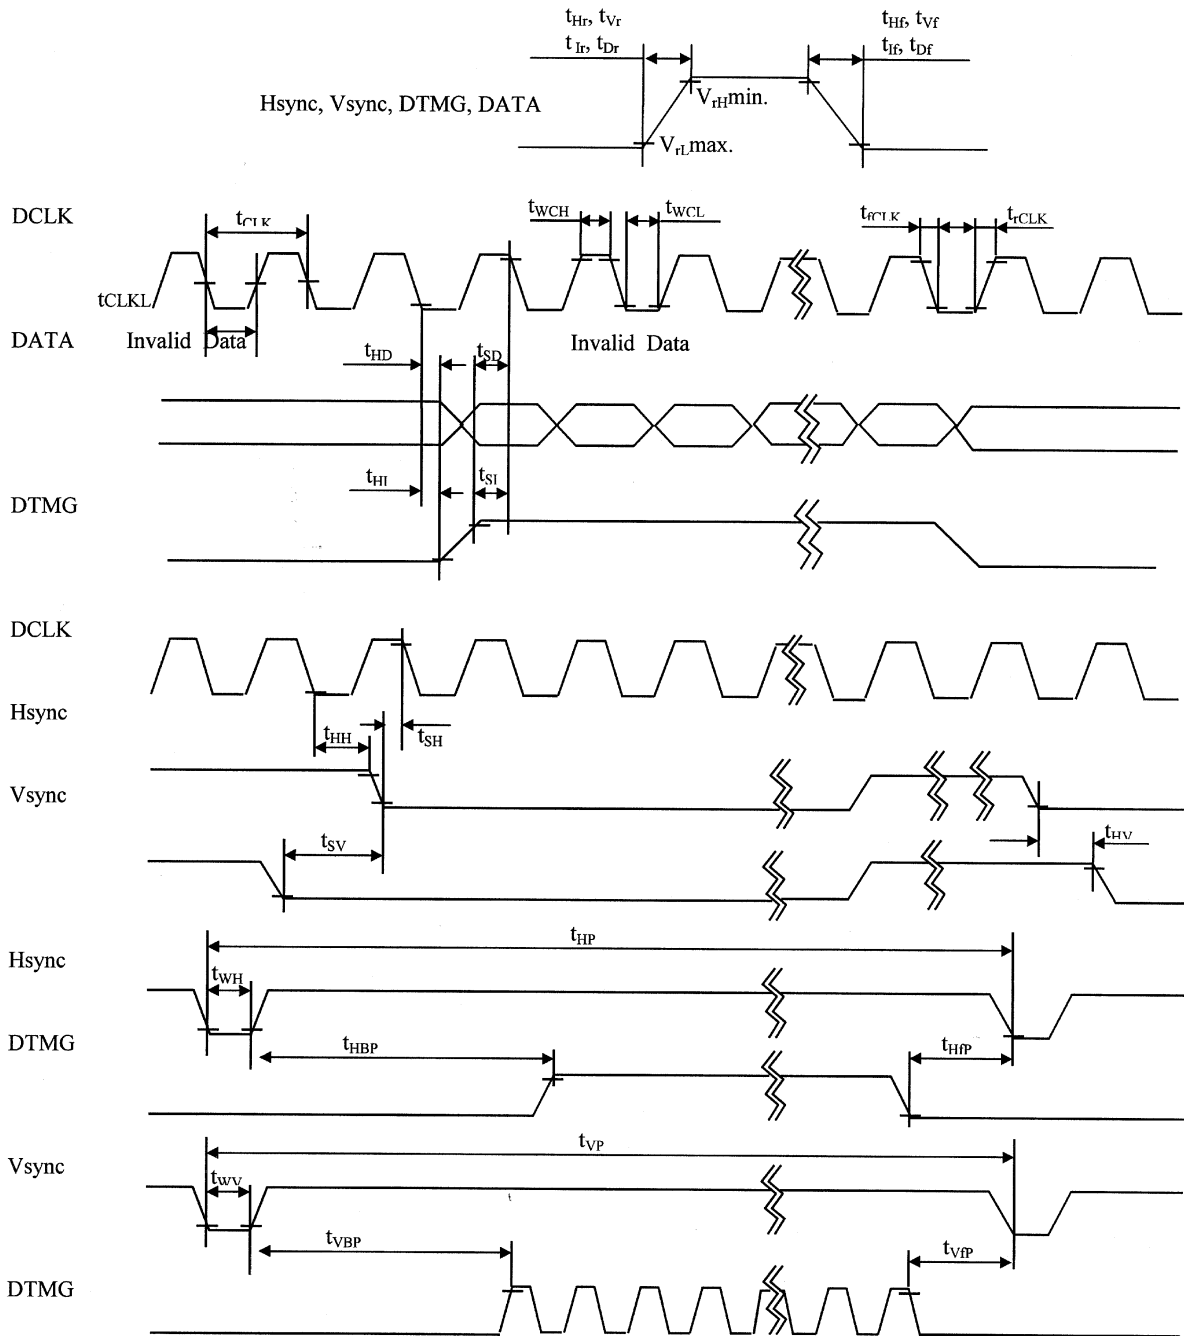 tHr, tVr
tIr, tDr
tHf, tVf
tIf, tDf
Hsync, Vsync, DTMG, DATA
VrHmin.
VrLmax.
DCLK
tCLK
tWCH
tWCL
tfCLK
trCLK
tCLKL
DATA
Invalid Data
Invalid Data
tHD
tSD
tHI
tSI
DTMG
DCLK
Hsync
tHH
tSH
Vsync
tSV
tHV
tHP
Hsync
tWH
DTMG
tHBP
tHfP
tVP
Vsync
tWV
tVBP
tVfP
DTMG